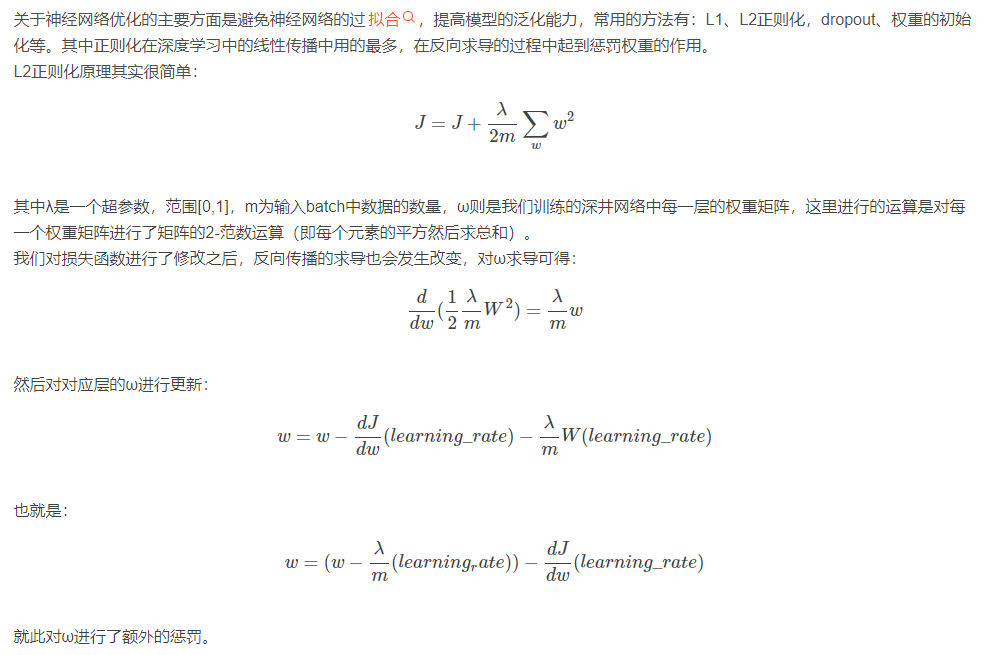 关于神经网络优化的主要方面是避免神经网络的过拟合，提高模型的泛化能力，常用的方法有：L1、L2正则化，dropout、权重的初始
化等。其中正则化在深度学习中的线性传播中用的最多，在反向求导的过程中起到惩罚权重的作用。
L2正则化原理其实很简单：
J = J + \frac{λ}{2m} \sum_{w} w^2
其中λ是一个超参数，范围[0,1]，m为输入batch中数据的数量，ω则是我们训练的深井网络中每一层的权重矩阵，这里进行的运算是对每
一个权重矩阵进行了矩阵的2-范数运算（即每个元素的平方然后求总和）。
我们对损失函数进行了修改之后，反向传播的求导也会发生改变，对ω求导可得：
\frac{d}{dw}(\frac{1}{2}\frac{λ}{m}W^2) = \frac{λ}{m}w
然后对对应层的ω进行更新：
w = w - \frac{dJ}{dw}(learning\_rate) - \frac{λ}{m}W(learning\_rate)
也就是：
w = (w - \frac{λ}{m}(learning_rate)) - \frac{dJ}{dw}(learning\_rate)
就此对ω进行了额外的惩罚。